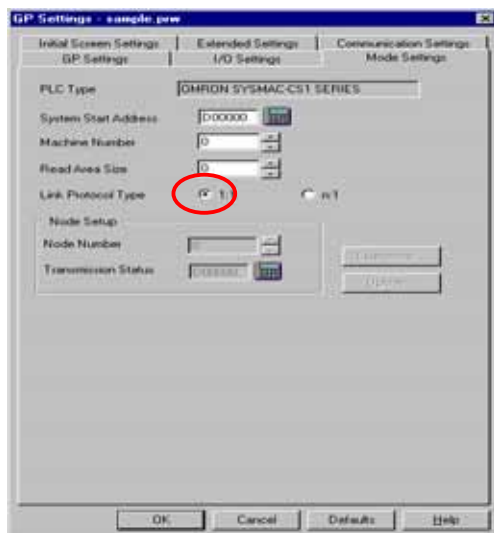 GP Settings - sample.prw
Initial Screen Settings Extended Settings Communication Settings
GP Settings I/O Settings Mode Settings
PLC Type OMRON SYSMAC-CS1 SERIES
System Start Address D00000
Machine Number 0
Read Area Size 0
Link Protocol Type 1:1 n:1
Node Setup
Node Number
Transmission Status
OK Cancel Defaults Help